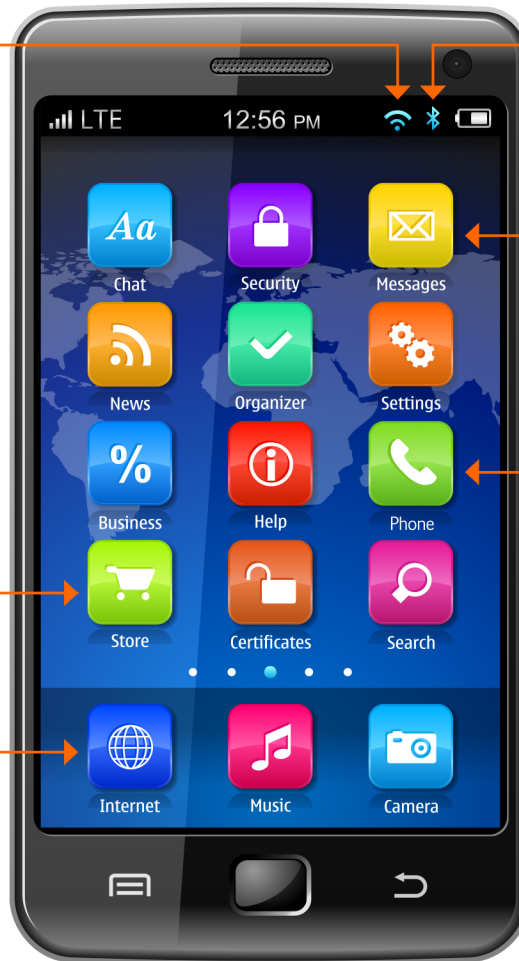 LTE 12:56 PM
Aa
Chat Security Messages
News Organizer Settings
%
Business Help Phone
Store Certificates Search
Internet Music Camera